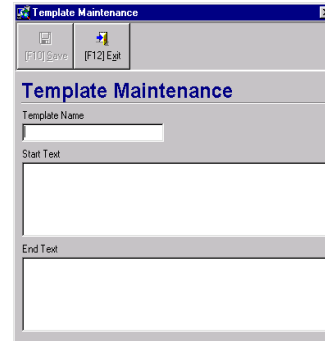 Template Maintenance
[F10] Save [F12] Exit
Template Maintenance
Template Name
Start Text
End Text